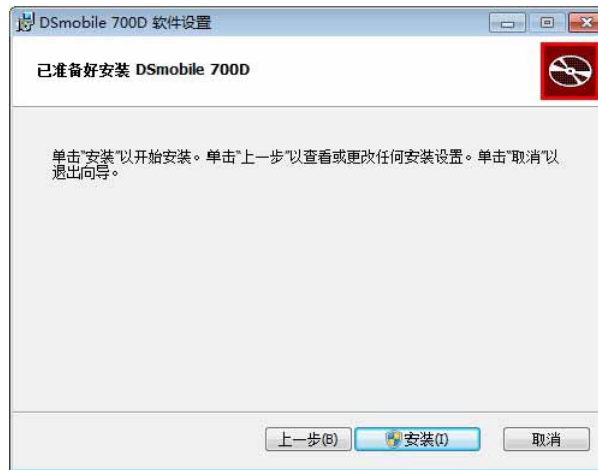 DSmobile 700D 软件设置
已准备好安装 DSmobile 700D
单击"安装"以开始安装。单击"上一步"以查看或更改任何安装设置。单击"取消"以
退出向导。
上一步(B) 安装(I) 取消